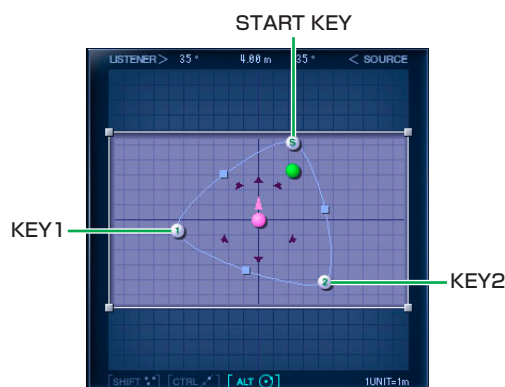 START KEY
LISTENER> 35° 4.00 m 35° < SOURCE
S
KEY1
1
2
KEY2
[SHIFT] [CTRL] [ALT] 1UNIT=1m